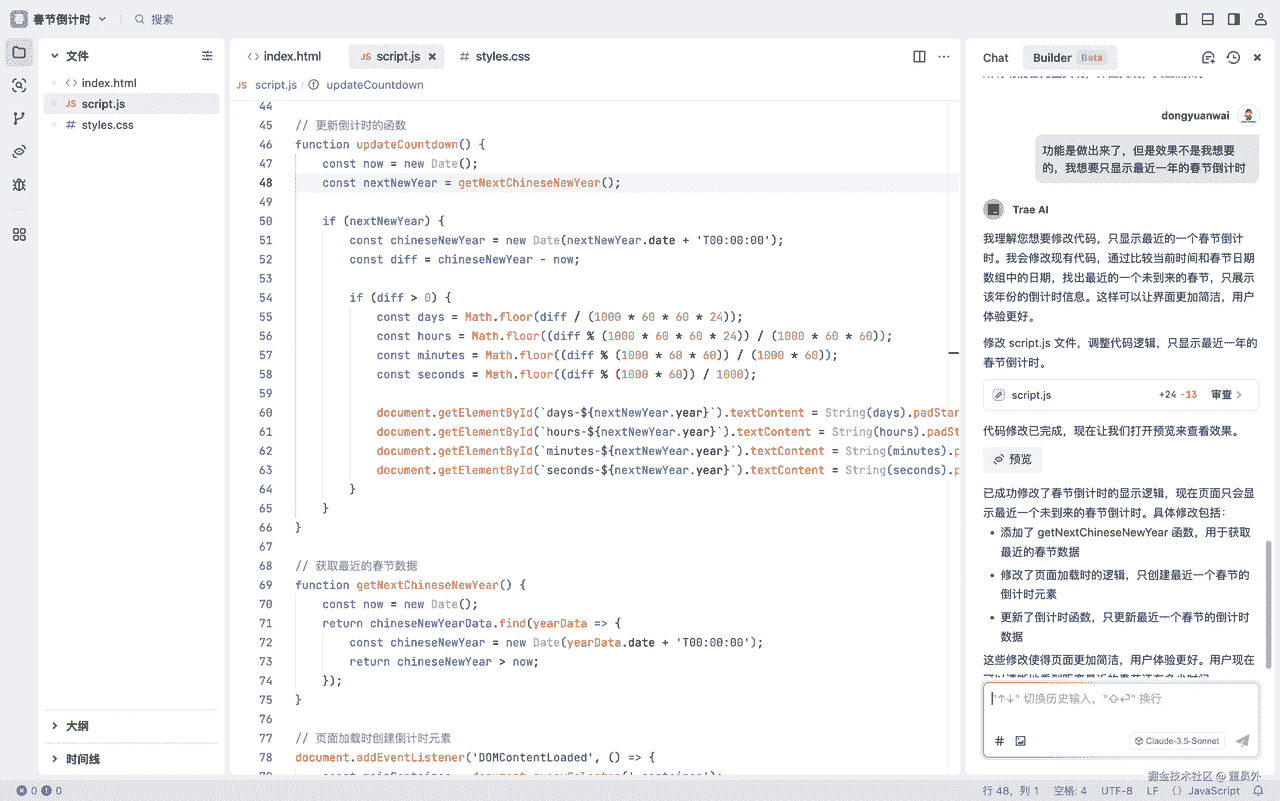 春节倒计时
搜索
文件
<> index.html
JS script.js
# styles.css
大纲
时间线
<> index.html
JS script.js ×
# styles.css
JS script.js / updateCountdown
44
45 // 更新倒计时的函数
46 function updateCountdown() {
47 const now = new Date();
48 const nextNewYear = getNextChineseNewYear();
49
50 if (nextNewYear) {
51 const chineseNewYear = new Date(nextNewYear.date + 'T00:00:00');
52 const diff = chineseNewYear - now;
53
54 if (diff > 0) {
55 const days = Math.floor(diff / (1000 * 60 * 60 * 24));
56 const hours = Math.floor((diff % (1000 * 60 * 60 * 24)) / (1000 * 60 * 60));
57 const minutes = Math.floor((diff % (1000 * 60 * 60)) / (1000 * 60));
58 const seconds = Math.floor((diff % (1000 * 60)) / 1000);
59
60 document.getElementById(`days-${nextNewYear.year}`).textContent = String(days).padStar
61 document.getElementById(`hours-${nextNewYear.year}`).textContent = String(hours).padS
62 document.getElementById(`minutes-${nextNewYear.year}`).textContent = String(minutes).p
63 document.getElementById(`seconds-${nextNewYear.year}`).textContent = String(seconds).p
64 }
65 }
66 }
67
68 // 获取最近的春节数据
69 function getNextChineseNewYear() {
70 const now = new Date();
71 return chineseNewYearData.find(yearData => {
72 const chineseNewYear = new Date(yearData.date + 'T00:00:00');
73 return chineseNewYear > now;
74 });
75 }
76
77 // 页面加载时创建倒计时元素
78 document.addEventListener('DOMContentLoaded', () => {
Chat
Builder Beta
dongyuanwai
功能是做出来了，但是效果不是我想要
的，我想要只显示最近一年的春节倒计时
Trae AI
我理解您想要修改代码，只显示最近的一个春节倒计
时。我会修改现有代码，通过比较当前时间和春节日期
数组中的日期，找出最近的一个未到来的春节，只展示
该年份的倒计时信息。这样可以让界面更加简洁，用户
体验更好。
修改 script.js 文件，调整代码逻辑，只显示最近一年的
春节倒计时。
script.js +24 -13 审查
代码修改已完成，现在让我们打开预览来查看效果。
预览
已成功修改了春节倒计时的显示逻辑，现在页面只会显
示最近一个未到来的春节倒计时。具体修改包括：
• 添加了 getNextChineseNewYear 函数，用于获取
最近的春节数据
• 修改了页面加载时的逻辑，只创建最近一个春节的
倒计时元素
• 更新了倒计时函数，只更新最近一个春节的倒计时
数据
这些修改使得页面更加简洁，用户体验更好。用户现在
"↑↓" 切换历史输入，"⇧⏎" 换行
#
Claude-3.5-Sonnet
掘金技术社区 @ 董员外
0 0
行 48，列 1 空格: 4 UTF-8 LF {} JavaScript